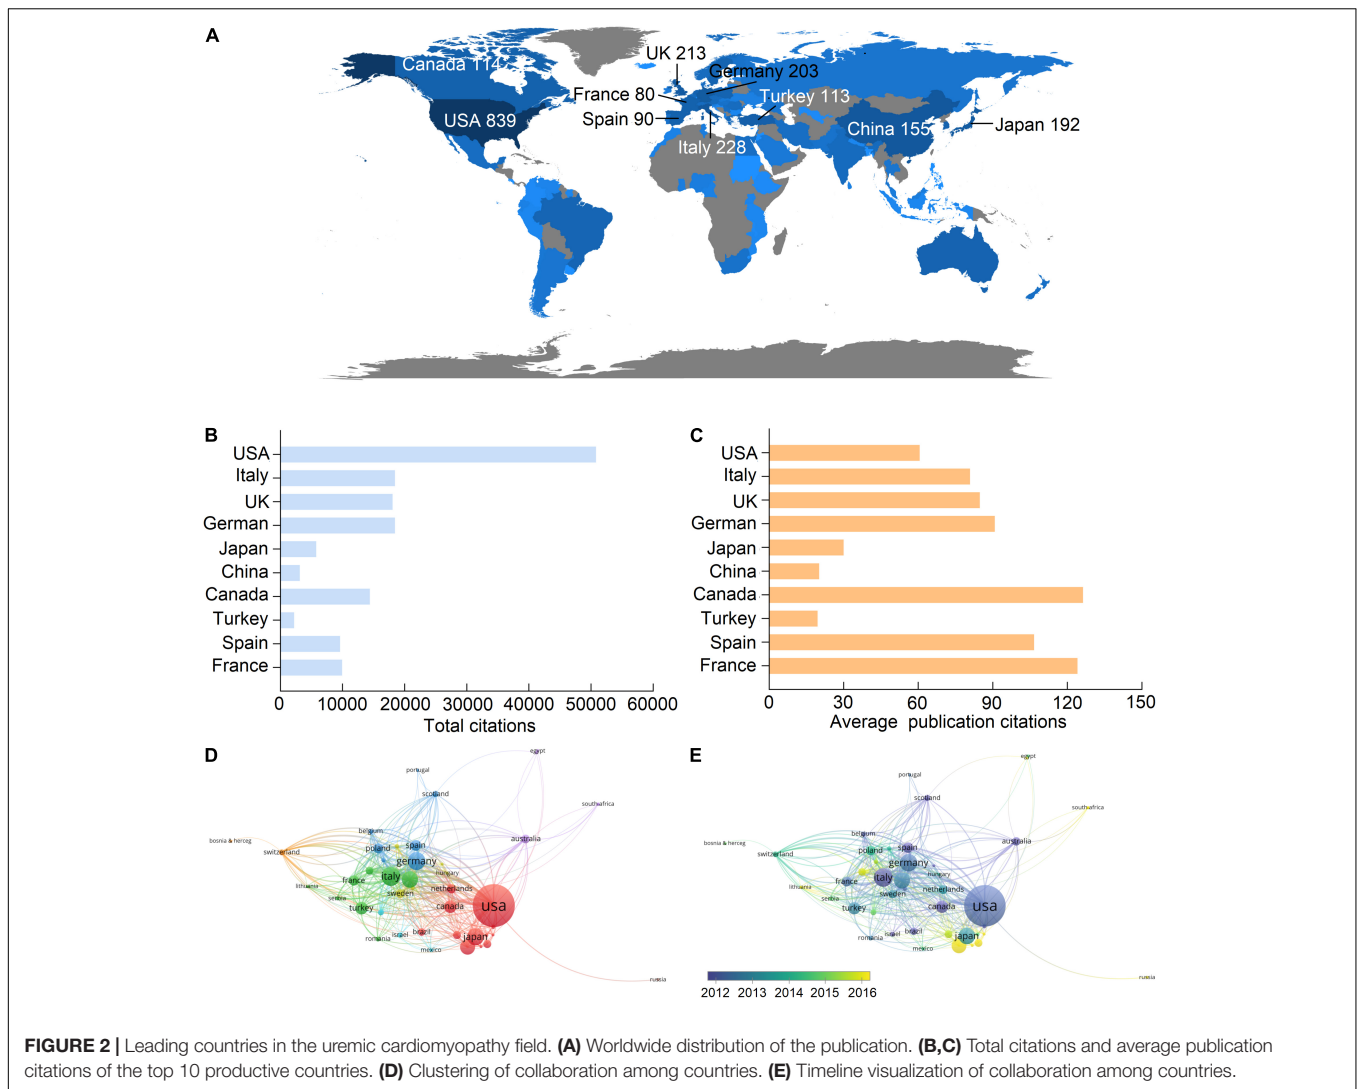 A
Canada 114
UK 213
Germany 203
France 80
Turkey 113
Spain 90
USA 839
China 155
Japan 192
Italy 228
B
USA
Italy
UK
German
Japan
China
Canada
Turkey
Spain
France
0 10000 20000 30000 40000 50000 60000
Total citations
C
USA
Italy
UK
German
Japan
China
Canada
Turkey
Spain
France
0 30 60 90 120 150
Average publication citations
D
egypt
portugal
scotland
south africa
belgium
australia
bosnia & herceg
switzerland
poland
spain
germany
hungary
italy
france
lithuania
netherlands
sweden
serbia
turkey
canada
usa
romania
israel
brazil
japan
mexico
russia
E
egypt
portugal
scotland
south africa
belgium
australia
bosnia & herceg
switzerland
poland
spain
germany
hungary
italy
france
lithuania
netherlands
sweden
serbia
turkey
canada
usa
romania
israel
brazil
japan
mexico
russia
2012 2013 2014 2015 2016
FIGURE 2 | Leading countries in the uremic cardiomyopathy field. (A) Worldwide distribution of the publication. (B,C) Total citations and average publication
citations of the top 10 productive countries. (D) Clustering of collaboration among countries. (E) Timeline visualization of collaboration among countries.